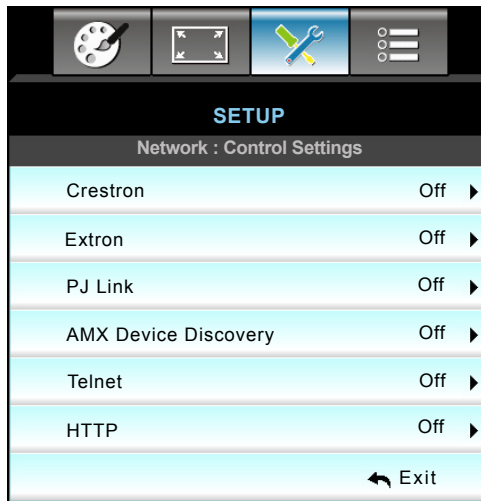 SETUP
Network : Control Settings
Crestron Off
Extron Off
PJ Link Off
AMX Device Discovery Off
Telnet Off
HTTP Off
Exit